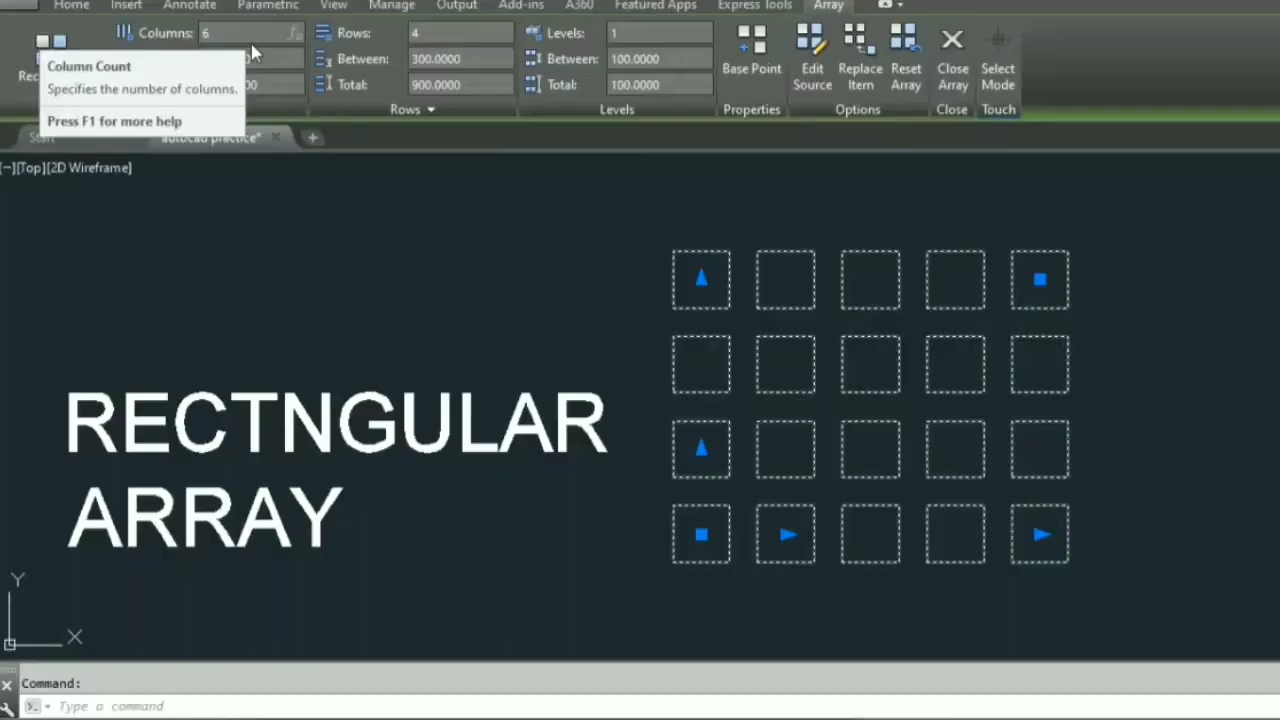 Home Insert Annotate Parametric View Manage Output Add-ins A360 Featured Apps Express Tools Array
Columns: 6 Rows: 4 Levels: 1
Between: 300.0000 Between: 100.0000
Total: 900.0000 Total: 100.0000
Rows Levels
Base Point
Properties
Edit Source
Replace Item
Reset Array
Options
Close Array
Close
Select Mode
Touch
Column Count
Specifies the number of columns.
Press F1 for more help
Start autocad practice*
[−][Top][2D Wireframe]
RECTNGULAR
ARRAY
Y
X
Command:
Type a command